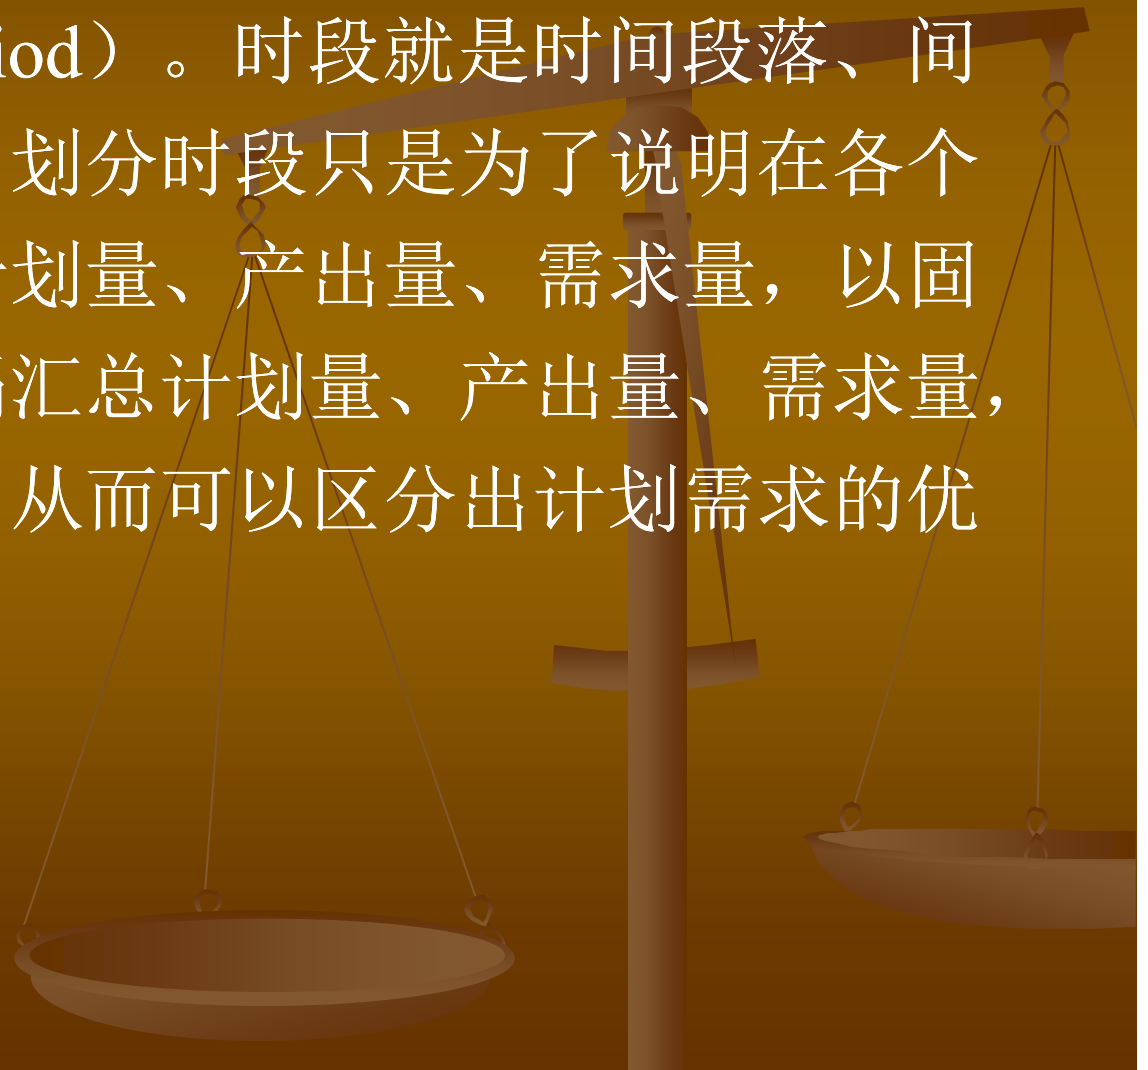 iod）。时段就是时间段落、间
划分时段只是为了说明在各个
划量、产出量、需求量，以固
汇总计划量、产出量、需求量，
从而可以区分出计划需求的优